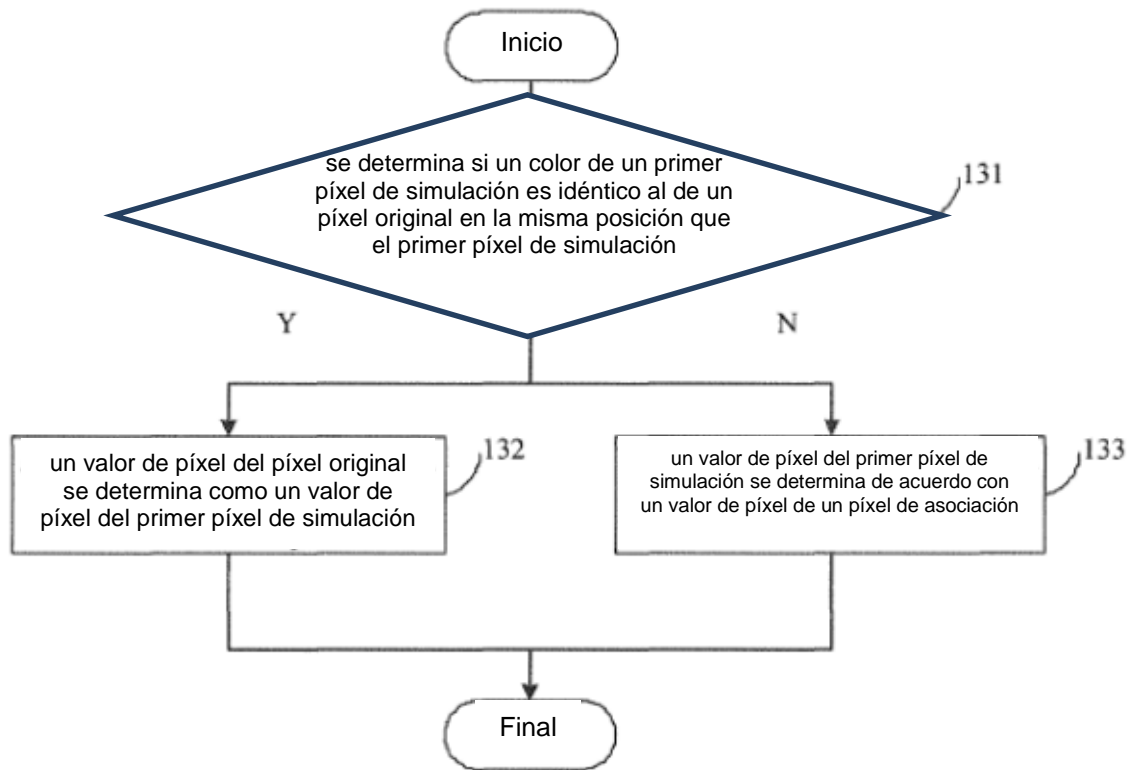 Inicio
se determina si un color de un primer
píxel de simulación es idéntico al de un
píxel original en la misma posición que
el primer píxel de simulación
131
Y
N
un valor de píxel del píxel original
se determina como un valor de
píxel del primer píxel de simulación
132
un valor de píxel del primer píxel de
simulación se determina de acuerdo con
un valor de píxel de un píxel de asociación
133
Final